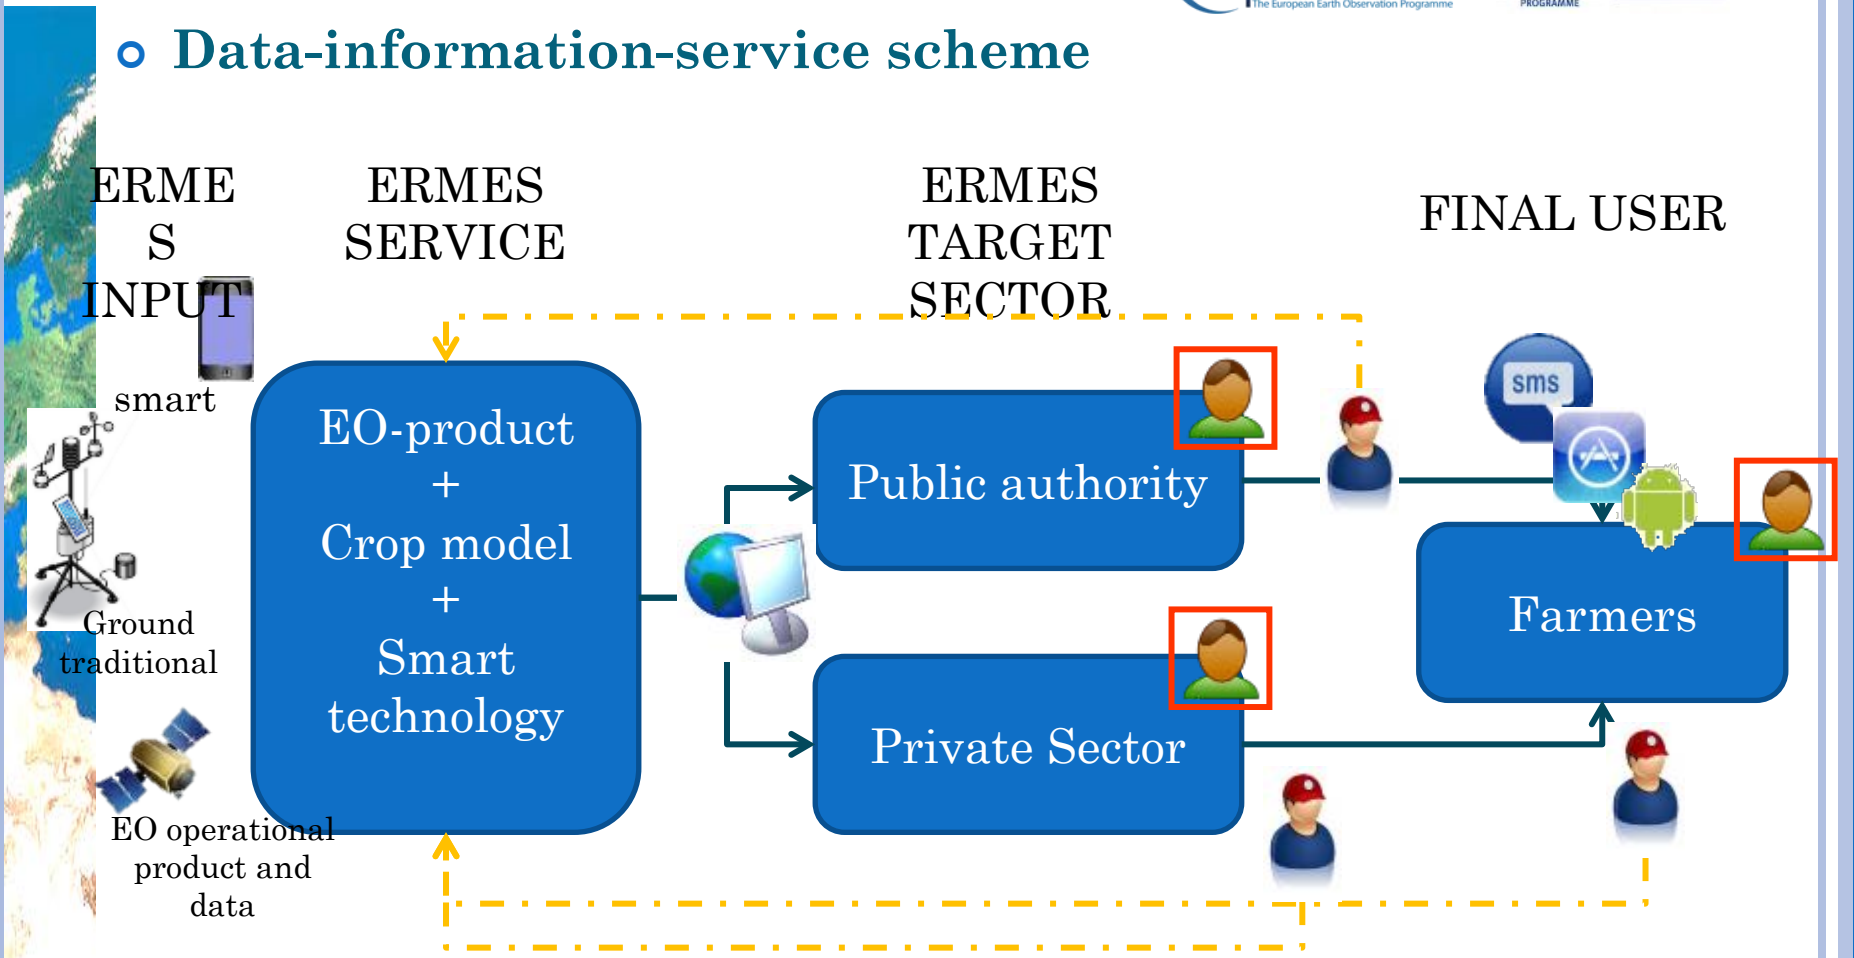 The European Earth Observation Programme
PROGRAMME
Data-information-service scheme
ERME
S
INPUT
ERMES
SERVICE
ERMES
TARGET
SECTOR
FINAL USER
smart
Ground
traditional
EO operational
product and
data
EO-product
+
Crop model
+
Smart
technology
Public authority
Private Sector
sms
Farmers